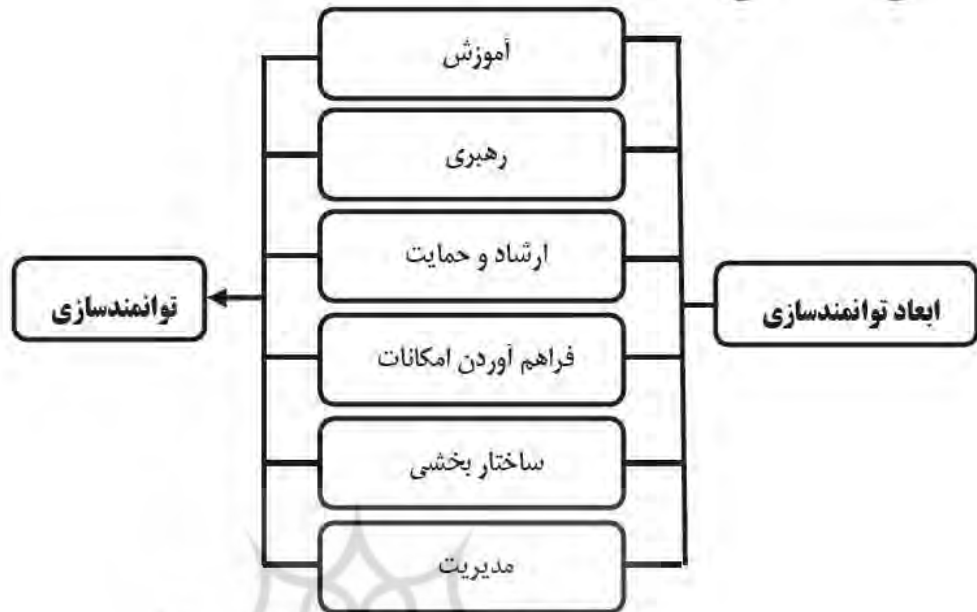 ابعاد توانمندسازی
آموزش
رهبری
ارشاد و حمایت
فراهم آوردن امکانات
ساختار بخشی
مدیریت
توانمندسازی